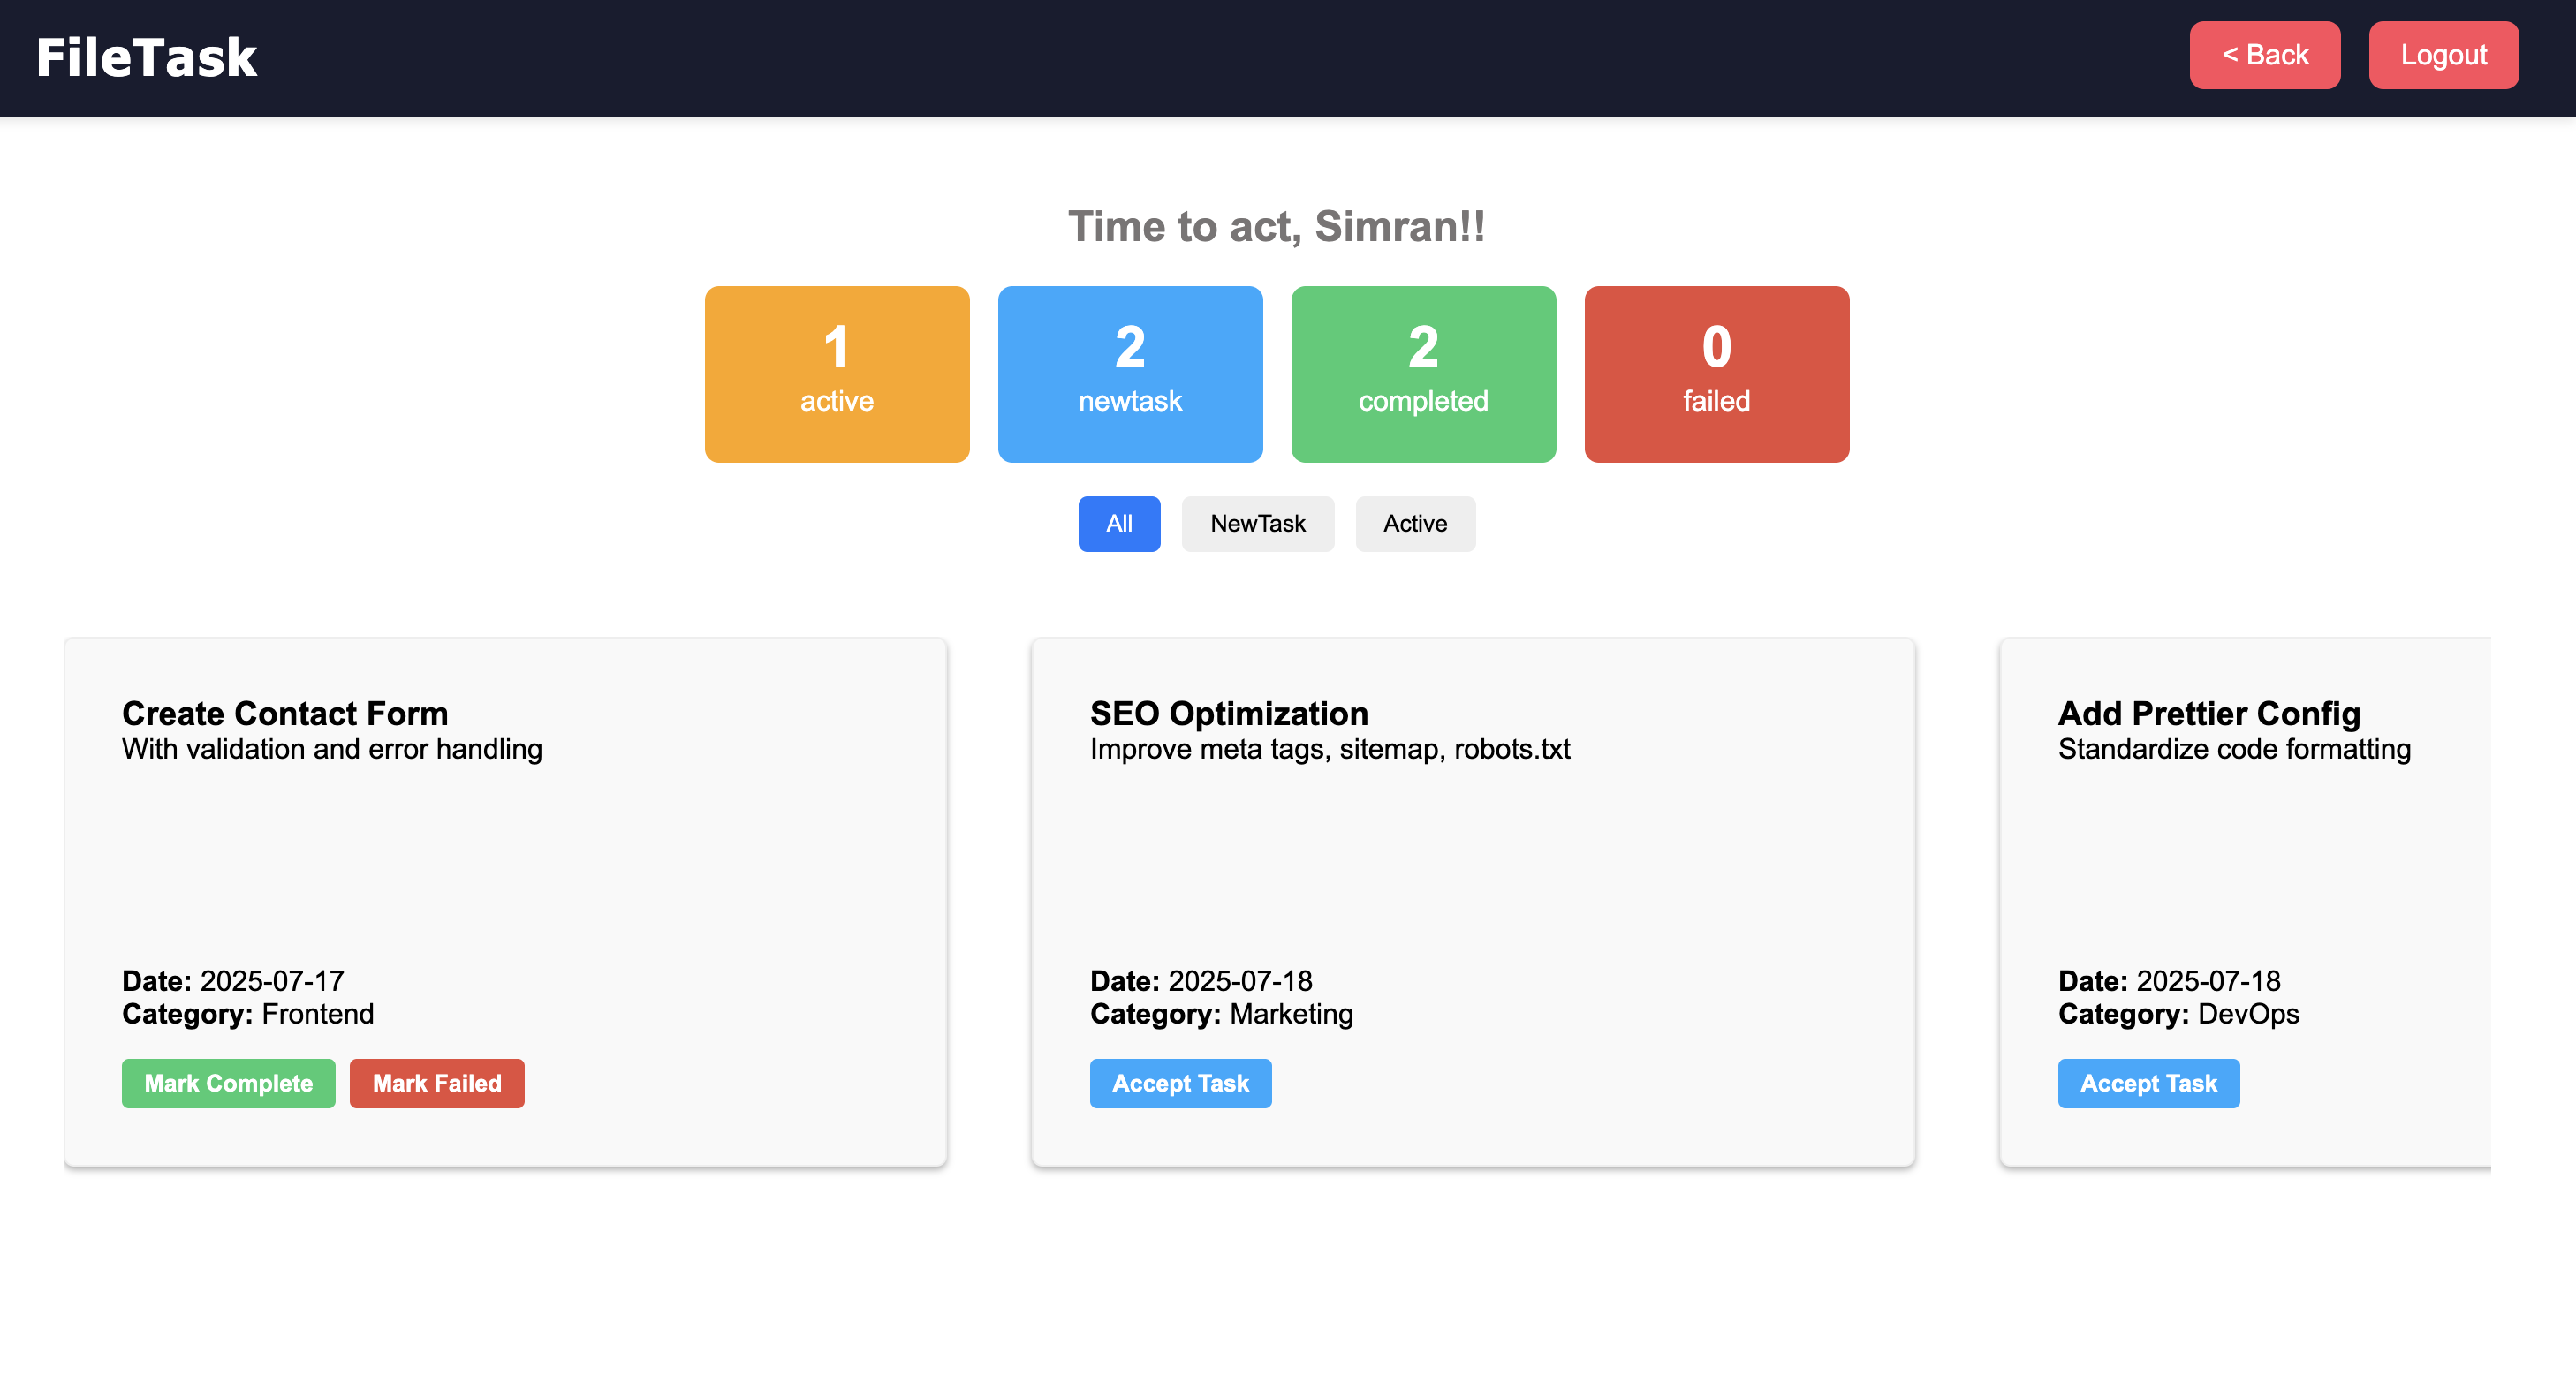 FileTask
< Back
Logout
Time to act, Simran!!
1
active
2
newtask
2
completed
0
failed
All
NewTask
Active
Create Contact Form
With validation and error handling
Date: 2025-07-17
Category: Frontend
Mark Complete
Mark Failed
SEO Optimization
Improve meta tags, sitemap, robots.txt
Date: 2025-07-18
Category: Marketing
Accept Task
Add Prettier Config
Standardize code formatting
Date: 2025-07-18
Category: DevOps
Accept Task